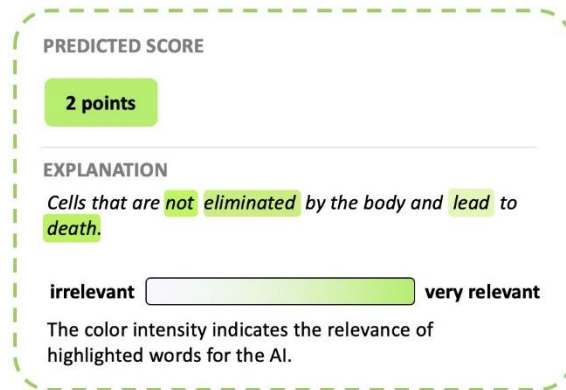 PREDICTED SCORE
2 points
EXPLANATION
Cells that are not eliminated by the body and lead to
death.
irrelevant very relevant
The color intensity indicates the relevance of
highlighted words for the AI.